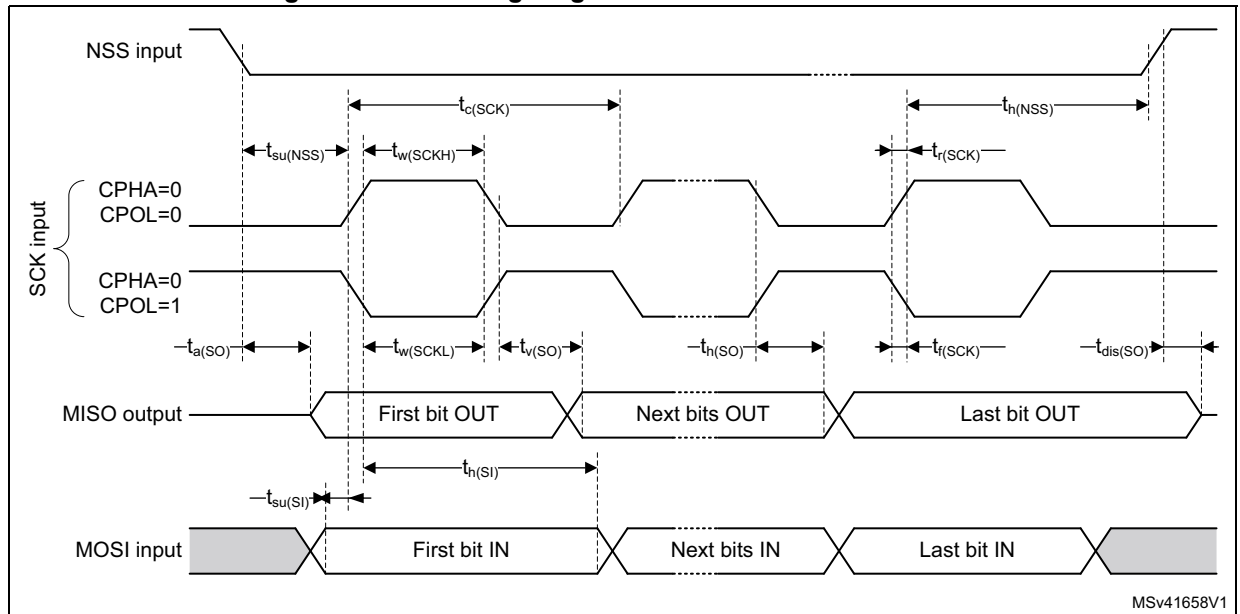 NSS input
tc(SCK)
th(NSS)
tsu(NSS)
tw(SCKH)
tr(SCK)
SCK input
CPHA=0
CPOL=0
CPHA=0
CPOL=1
ta(SO)
tw(SCKL)
tv(SO)
th(SO)
tf(SCK)
tdis(SO)
MISO output
First bit OUT
Next bits OUT
Last bit OUT
th(SI)
tsu(SI)
MOSI input
First bit IN
Next bits IN
Last bit IN
MSv41658V1